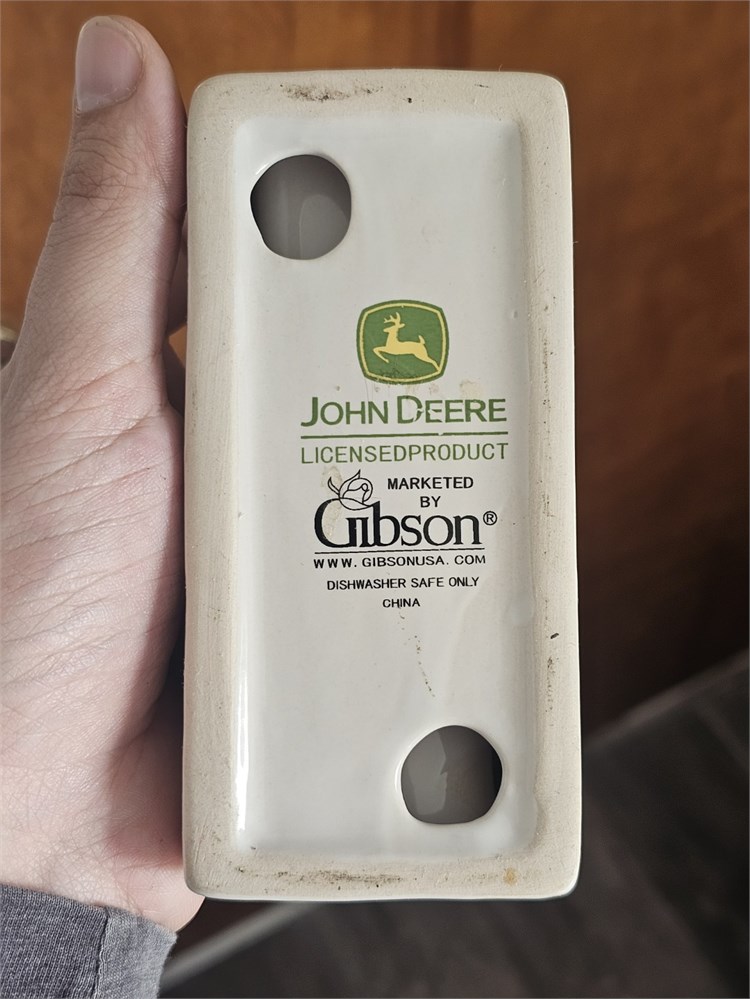 JOHN DEERE
LICENSEDPRODUCT
MARKETED
BY
Gibson®
WWW.GIBSONUSA.COM
DISHWASHER SAFE ONLY
CHINA